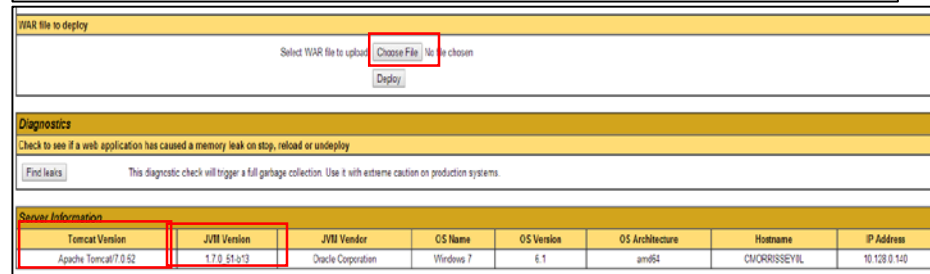 WAR file to deploy
Select WAR file to upload Choose File No file chosen
Deploy
Diagnostics
Check to see if a web application has caused a memory leak on stop, reload or undeploy
Find leaks This diagnostic check will trigger a full garbage collection. Use it with extreme caution on production systems.
Server Information
Tomcat Version JVM Version JVM Vendor OS Name OS Version OS Architecture Hostname IP Address
Apache Tomcat/7.0.52 1.7.0_51-b13 Oracle Corporation Windows 7 6.1 amd64 10.128.0.140